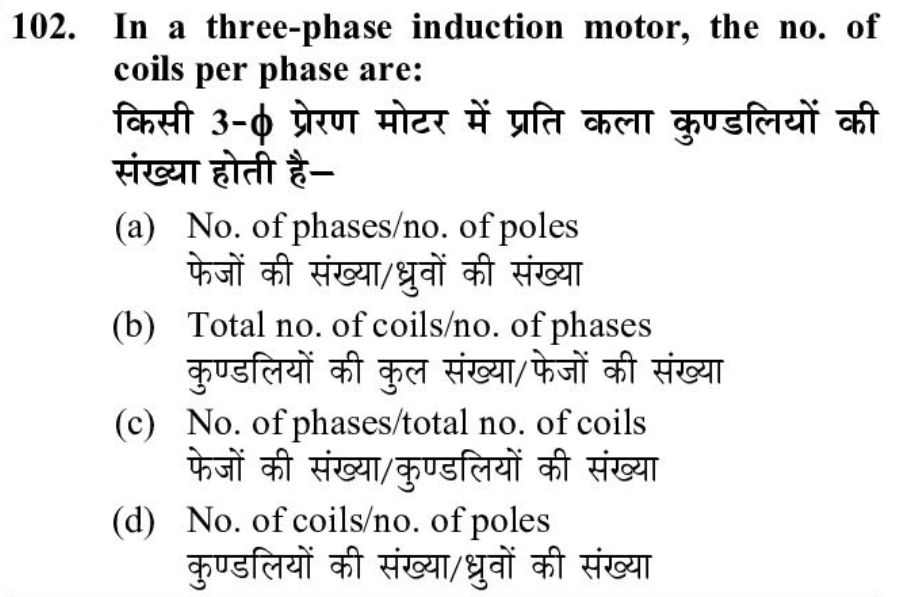 102. In a three-phase induction motor, the no. of
coils per phase are:
किसी 3-ϕ प्रेरण मोटर में प्रति कला कुण्डलियों की
संख्या होती है–
(a) No. of phases/no. of poles
फेजों की संख्या/ध्रुवों की संख्या
(b) Total no. of coils/no. of phases
कुण्डलियों की कुल संख्या/फेजों की संख्या
(c) No. of phases/total no. of coils
फेजों की संख्या/कुण्डलियों की संख्या
(d) No. of coils/no. of poles
कुण्डलियों की संख्या/ध्रुवों की संख्या